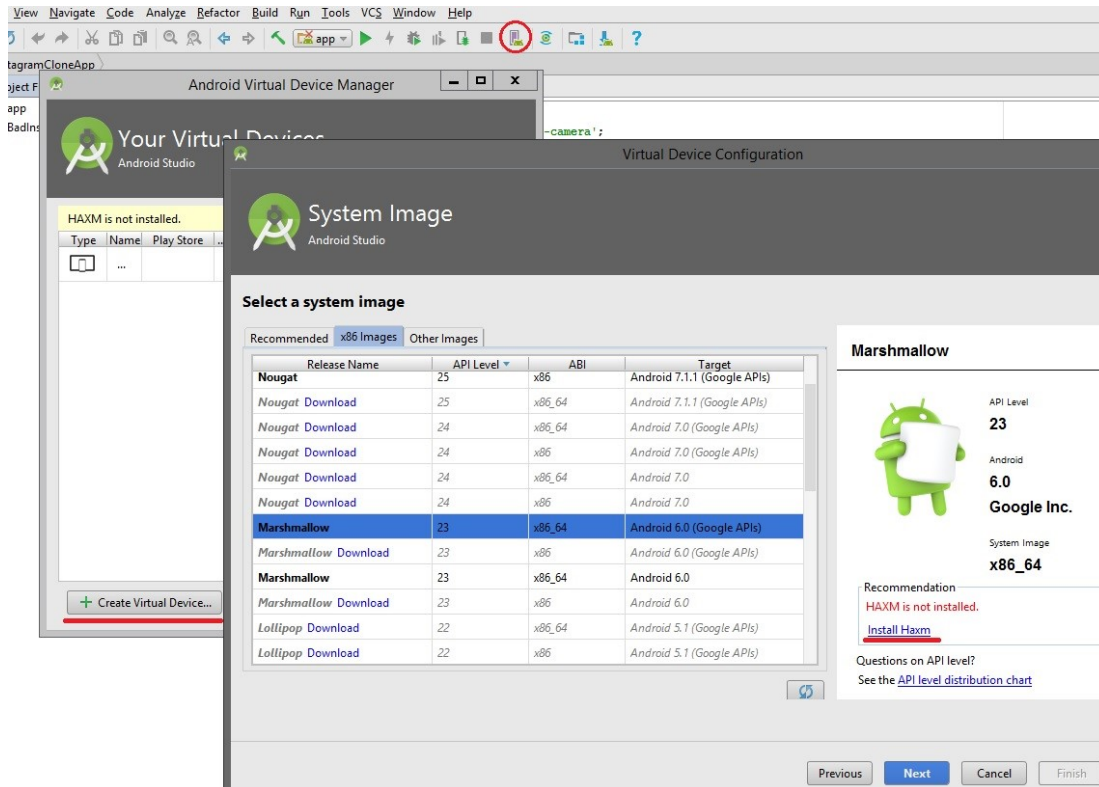 View Navigate Code Analyze Refactor Build Run Tools VCS Window Help
app
tagramCloneApp
oject F
app
BadIns
Android Virtual Device Manager
-camera';
Your Virtual Devices
Android Studio
HAXM is not installed.
Type Name Play Store ..
...
Create Virtual Device...
Virtual Device Configuration
System Image
Android Studio
Select a system image
Recommended x86 Images Other Images
Release Name API Level ABI Target
Nougat 25 x86 Android 7.1.1 (Google APIs)
Nougat Download 25 x86_64 Android 7.1.1 (Google APIs)
Nougat Download 24 x86_64 Android 7.0 (Google APIs)
Nougat Download 24 x86 Android 7.0 (Google APIs)
Nougat Download 24 x86_64 Android 7.0
Nougat Download 24 x86 Android 7.0
Marshmallow 23 x86_64 Android 6.0 (Google APIs)
Marshmallow Download 23 x86 Android 6.0 (Google APIs)
Marshmallow 23 x86_64 Android 6.0
Marshmallow Download 23 x86 Android 6.0
Lollipop Download 22 x86_64 Android 5.1 (Google APIs)
Lollipop Download 22 x86 Android 5.1 (Google APIs)
Marshmallow
API Level
23
Android
6.0
Google Inc.
System Image
x86_64
Recommendation
HAXM is not installed.
Install Haxm
Questions on API level?
See the API level distribution chart
Previous Next Cancel Finish